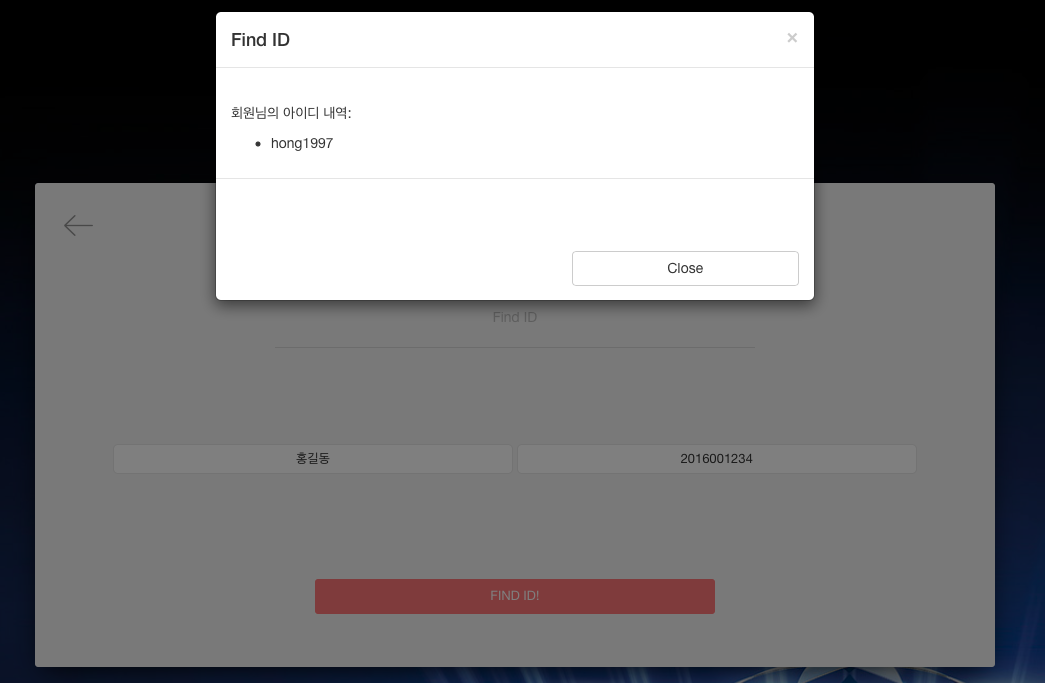 Find ID
×
회원님의 아이디 내역:
• hong1997
Close
Find ID
홍길동
2016001234
FIND ID!